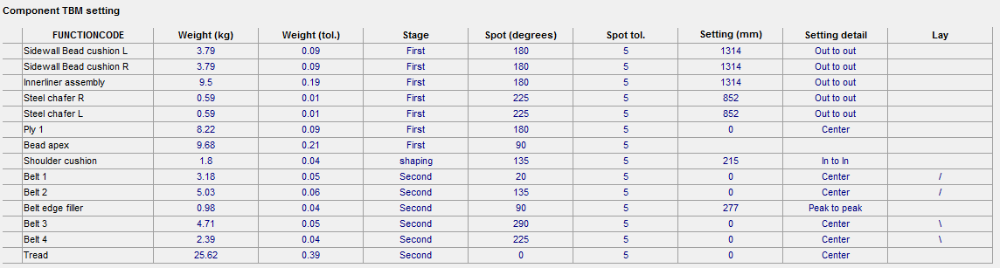 Component TBM setting
FUNCTIONCODE Weight (kg) Weight (tol.) Stage Spot (degrees) Spot tol. Setting (mm) Setting detail Lay
Sidewall Bead cushion L 3.79 0.09 First 180 5 1314 Out to out
Sidewall Bead cushion R 3.79 0.09 First 180 5 1314 Out to out
Innerliner assembly 9.5 0.19 First 180 5 1314 Out to out
Steel chafer R 0.59 0.01 First 225 5 852 Out to out
Steel chafer L 0.59 0.01 First 225 5 852 Out to out
Ply 1 8.22 0.09 First 180 5 0 Center
Bead apex 9.68 0.21 First 90 5
Shoulder cushion 1.8 0.04 shaping 135 5 215 In to In
Belt 1 3.18 0.05 Second 20 5 0 Center /
Belt 2 5.03 0.06 Second 135 5 0 Center /
Belt edge filler 0.98 0.04 Second 90 5 277 Peak to peak
Belt 3 4.71 0.05 Second 290 5 0 Center \
Belt 4 2.39 0.04 Second 225 5 0 Center \
Tread 25.62 0.39 Second 0 5 0 Center